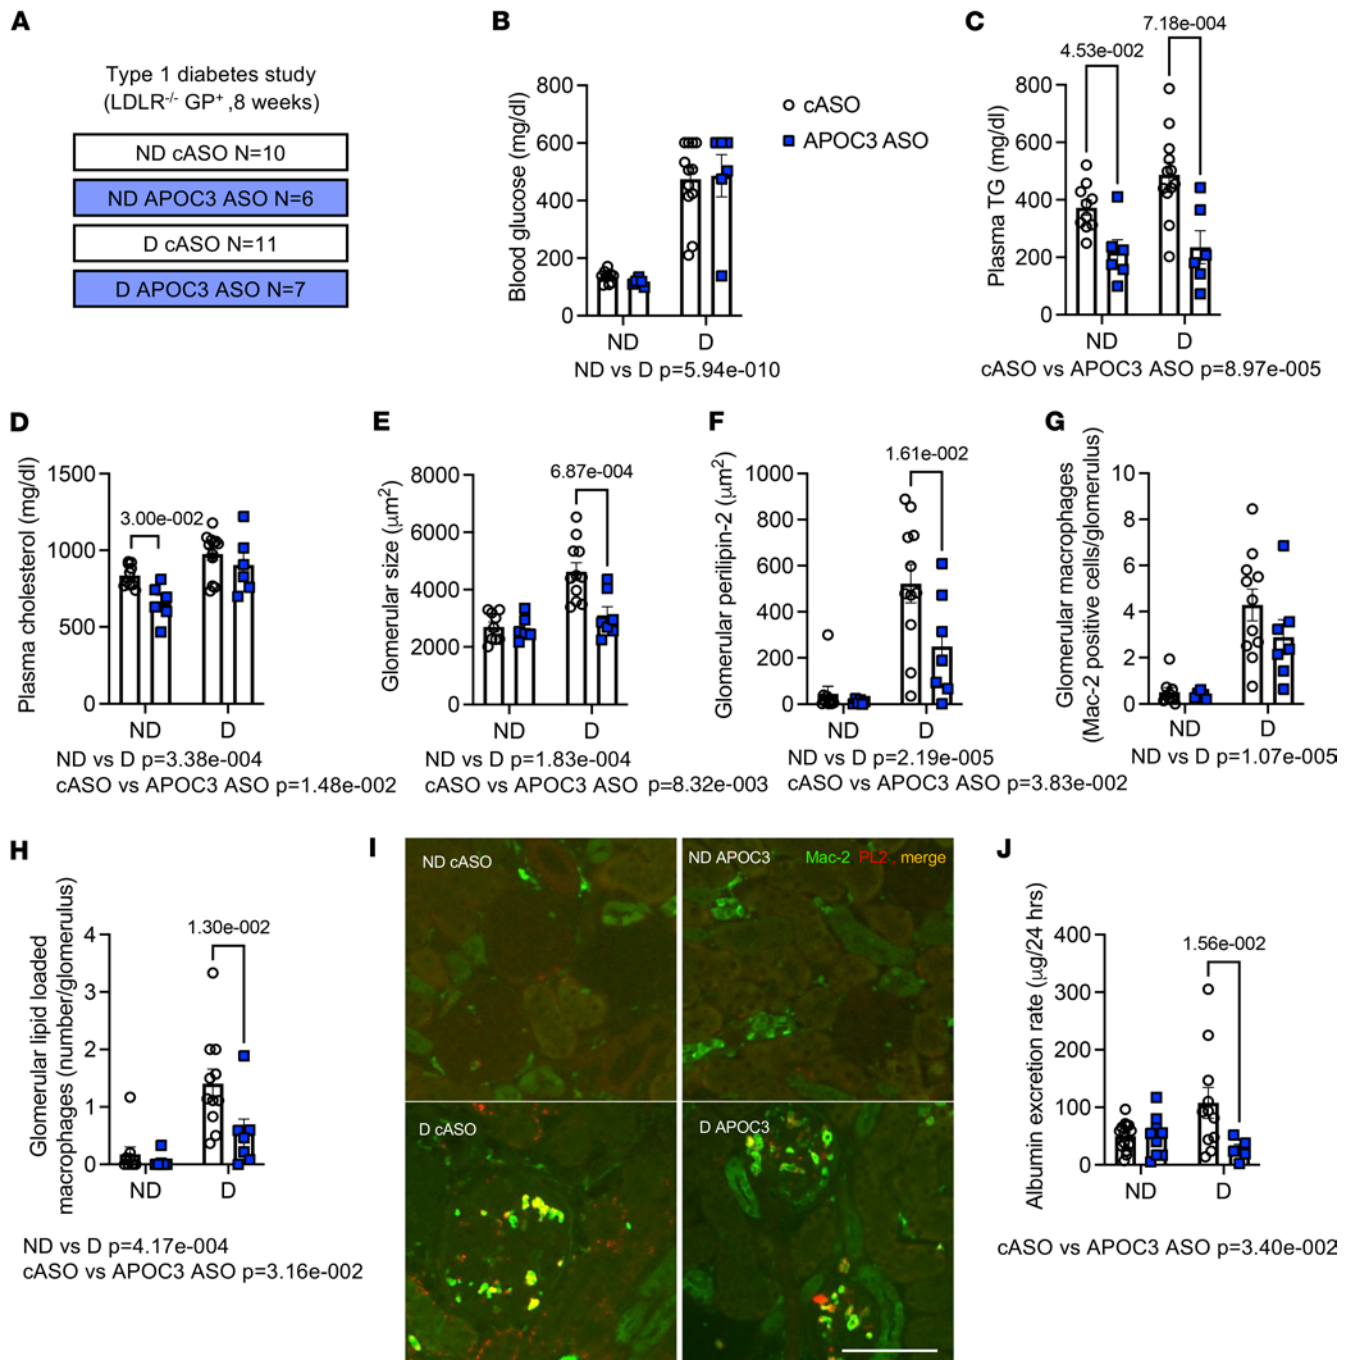 A
Type 1 diabetes study
(LDLR-/- GP+ ,8 weeks)
ND cASO N=10
ND APOC3 ASO N=6
D cASO N=11
D APOC3 ASO N=7
B
Blood glucose (mg/dl)
800
600
400
200
0
ND
D
ND vs D p=5.94e-010
cASO
APOC3 ASO
C
Plasma TG (mg/dl)
7.18e-004
4.53e-002
800
600
400
200
0
ND
D
cASO vs APOC3 ASO p=8.97e-005
D
Plasma cholesterol (mg/dl)
1500
1000
500
0
3.00e-002
ND
D
ND vs D p=3.38e-004
cASO vs APOC3 ASO p=1.48e-002
E
Glomerular size (μm2)
8000
6000
4000
2000
0
6.87e-004
ND
D
ND vs D p=1.83e-004
cASO vs APOC3 ASO p=8.32e-003
F
Glomerular perilipin-2 (μm2)
1000
800
600
400
200
0
1.61e-002
ND
D
ND vs D p=2.19e-005
cASO vs APOC3 ASO p=3.83e-002
G
Glomerular macrophages
(Mac-2 positive cells/glomerulus)
10
8
6
4
2
0
ND
D
ND vs D p=1.07e-005
H
Glomerular lipid loaded
macrophages (number/glomerulus)
4
3
2
1
0
1.30e-002
ND
D
ND vs D p=4.17e-004
cASO vs APOC3 ASO p=3.16e-002
I
ND cASO
ND APOC3
Mac-2 PL2 , merge
D cASO
D APOC3
J
Albumin excretion rate (μg/24 hrs)
400
300
200
100
0
1.56e-002
ND
D
cASO vs APOC3 ASO p=3.40e-002